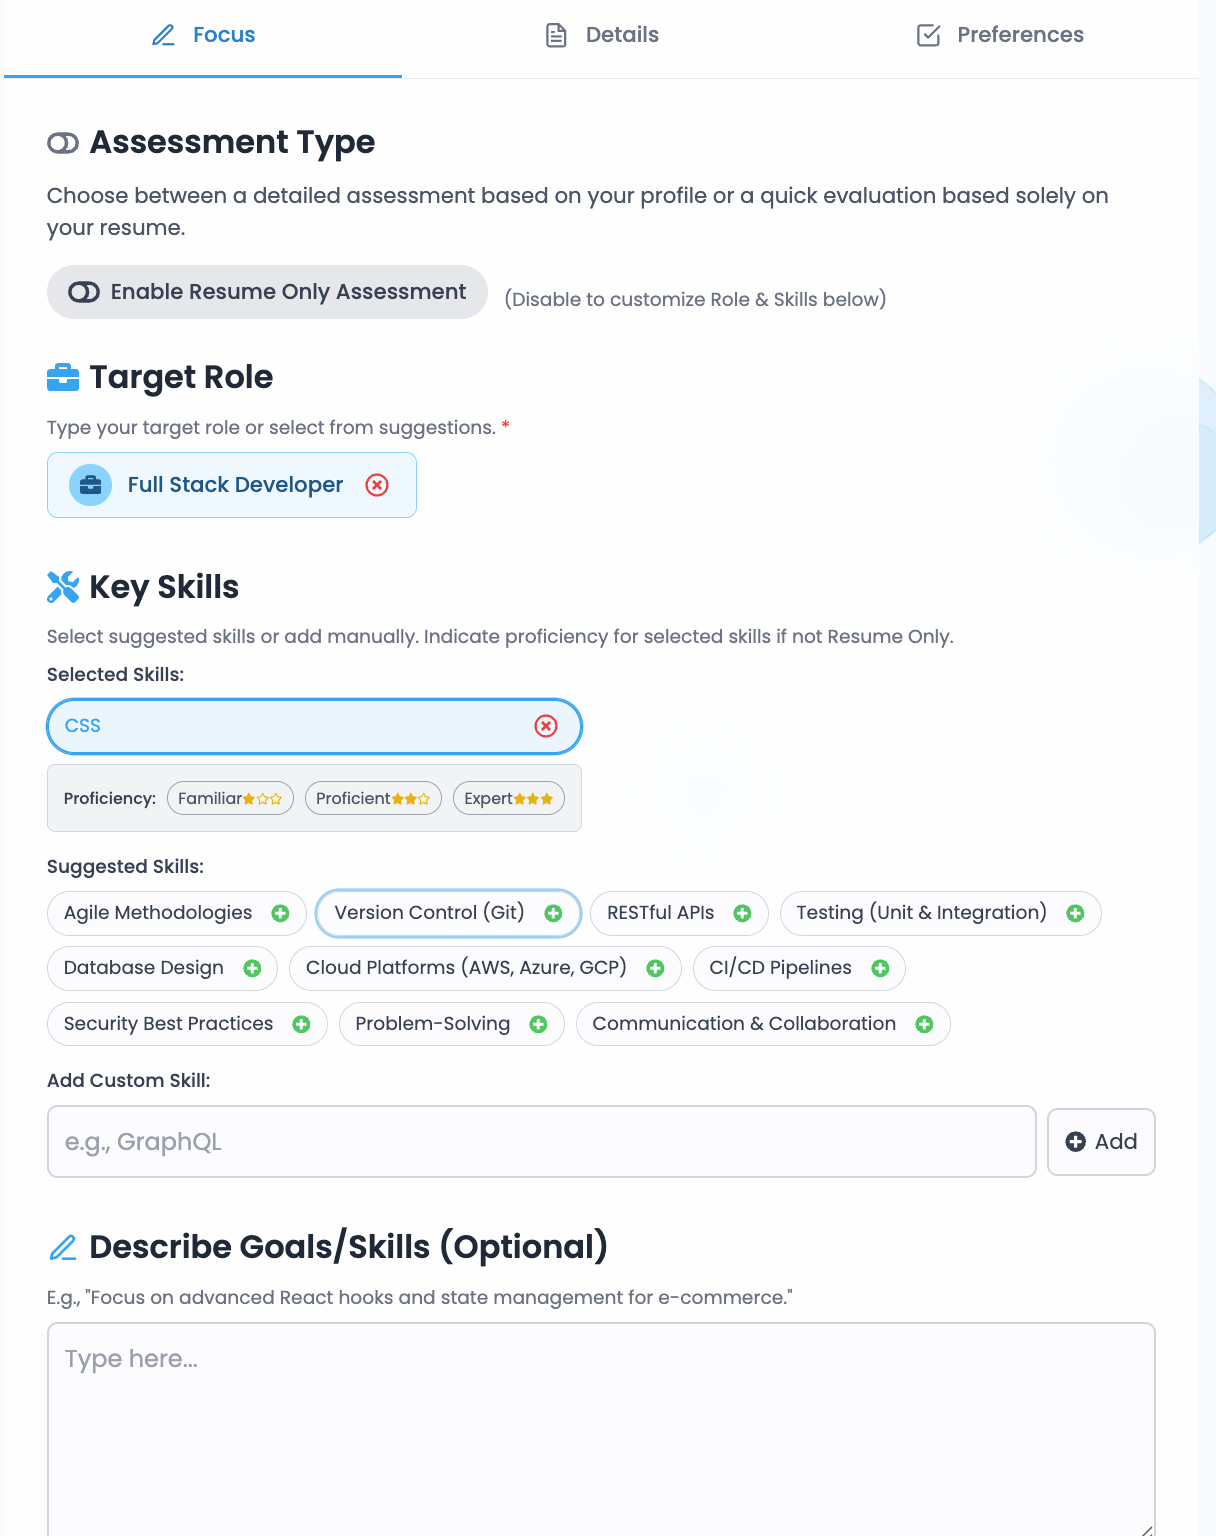 Focus
Details
Preferences
Assessment Type
Choose between a detailed assessment based on your profile or a quick evaluation based solely on
your resume.
Enable Resume Only Assessment
(Disable to customize Role & Skills below)
Target Role
Type your target role or select from suggestions. *
Full Stack Developer
Key Skills
Select suggested skills or add manually. Indicate proficiency for selected skills if not Resume Only.
Selected Skills:
CSS
Proficiency:
Familiar
Proficient
Expert
Suggested Skills:
Agile Methodologies
Version Control (Git)
RESTful APIs
Testing (Unit & Integration)
Database Design
Cloud Platforms (AWS, Azure, GCP)
CI/CD Pipelines
Security Best Practices
Problem-Solving
Communication & Collaboration
Add Custom Skill:
e.g., GraphQL
Add
Describe Goals/Skills (Optional)
E.g., "Focus on advanced React hooks and state management for e-commerce."
Type here...